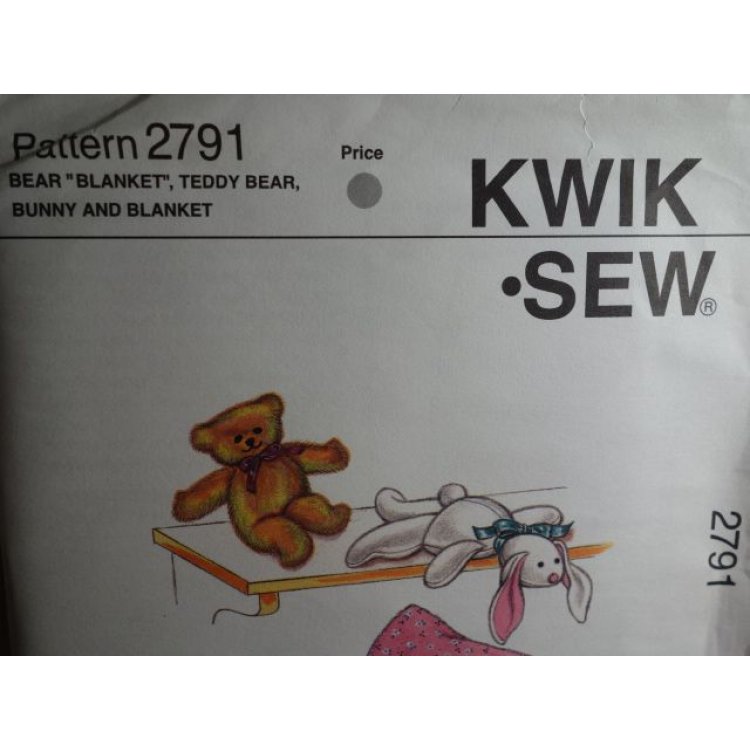 Pattern 2791
BEAR "BLANKET", TEDDY BEAR,
BUNNY AND BLANKET
Price
KWIK
•SEW®
2791